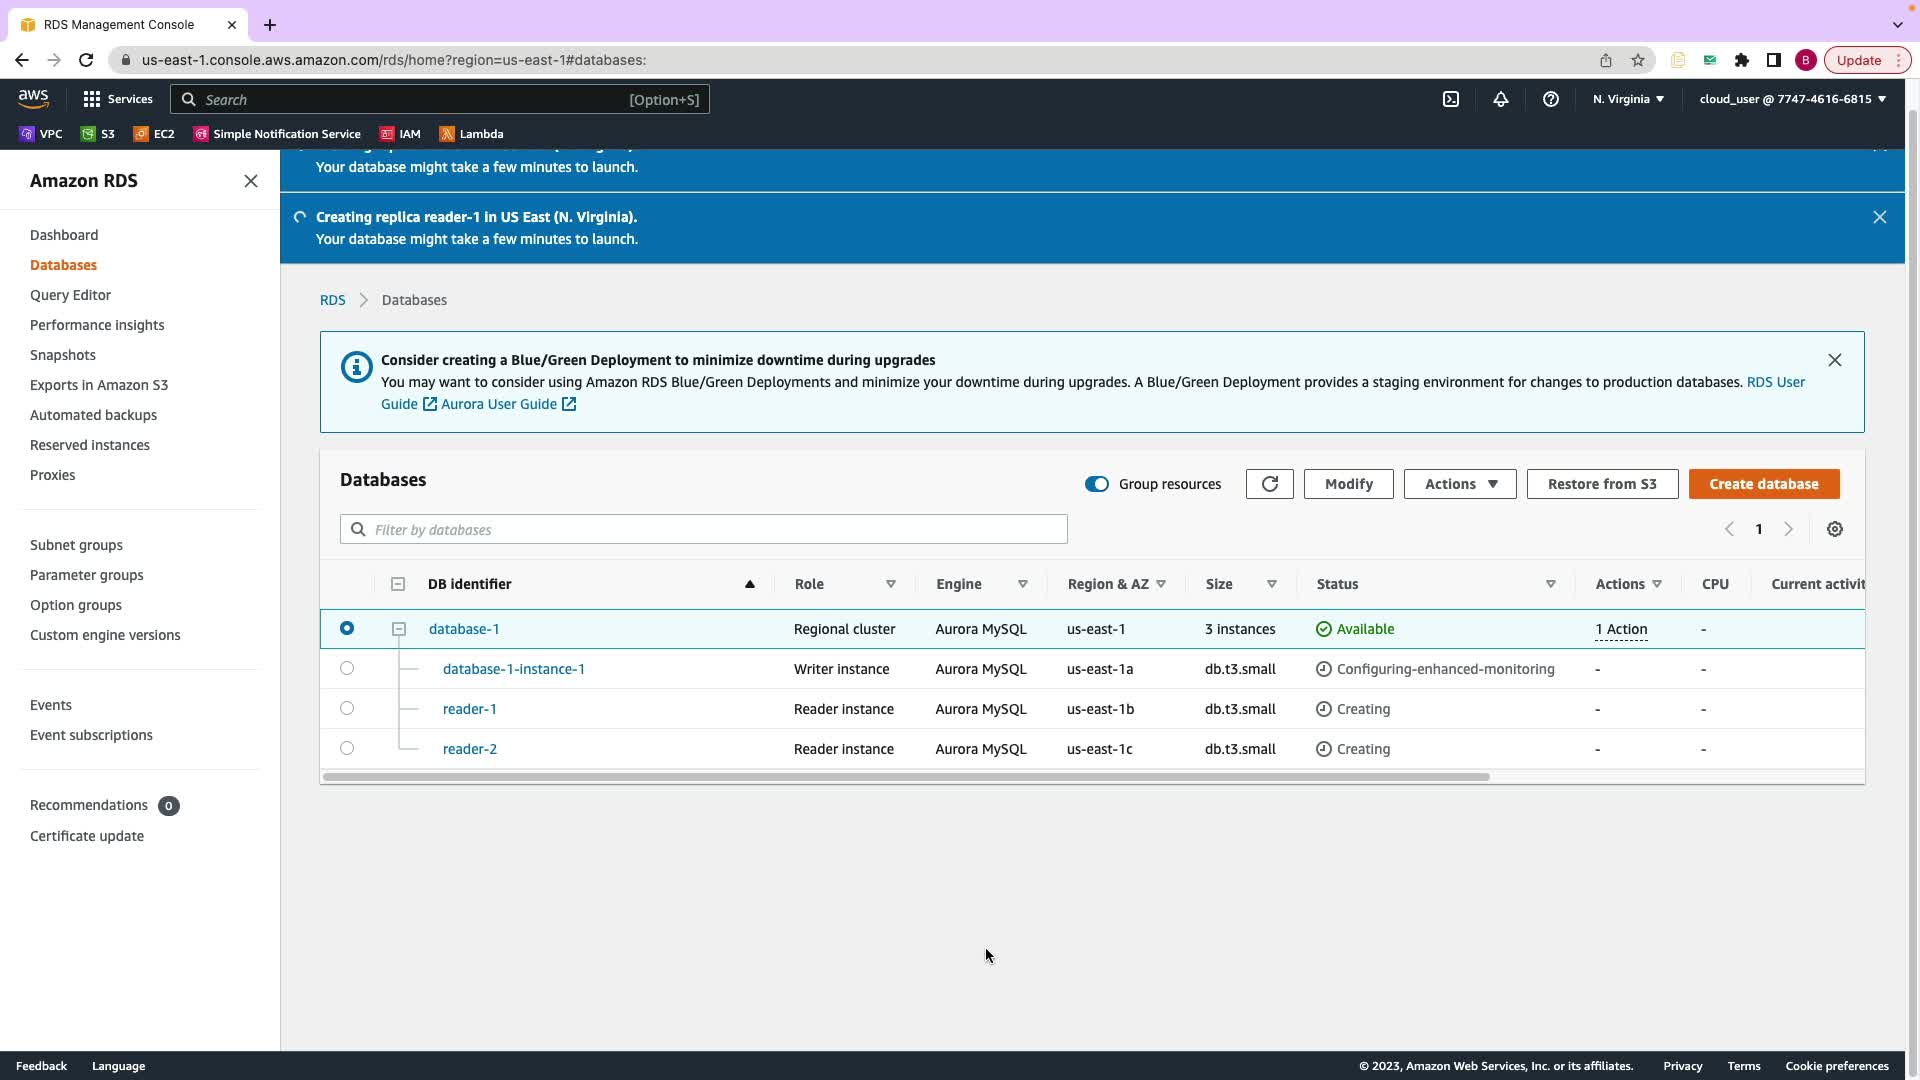 RDS Management Console
us-east-1.console.aws.amazon.com/rds/home?region=us-east-1#databases:
B
Update
aws
Services
Search
[Option+S]
N. Virginia
cloud_user @ 7747-4616-6815
VPC
S3
EC2
Simple Notification Service
IAM
Lambda
Amazon RDS
Dashboard
Databases
Query Editor
Performance insights
Snapshots
Exports in Amazon S3
Automated backups
Reserved instances
Proxies
Subnet groups
Parameter groups
Option groups
Custom engine versions
Events
Event subscriptions
Recommendations 0
Certificate update
Your database might take a few minutes to launch.
Creating replica reader-1 in US East (N. Virginia).
Your database might take a few minutes to launch.
RDS > Databases
Consider creating a Blue/Green Deployment to minimize downtime during upgrades
You may want to consider using Amazon RDS Blue/Green Deployments and minimize your downtime during upgrades. A Blue/Green Deployment provides a staging environment for changes to production databases. RDS User
Guide Aurora User Guide
Databases
Group resources
Modify
Actions
Restore from S3
Create database
Filter by databases
1
DB identifier Role Engine Region & AZ Size Status Actions CPU Current activit
database-1 Regional cluster Aurora MySQL us-east-1 3 instances Available 1 Action -
database-1-instance-1 Writer instance Aurora MySQL us-east-1a db.t3.small Configuring-enhanced-monitoring - -
reader-1 Reader instance Aurora MySQL us-east-1b db.t3.small Creating - -
reader-2 Reader instance Aurora MySQL us-east-1c db.t3.small Creating - -
Feedback
Language
© 2023, Amazon Web Services, Inc. or its affiliates.
Privacy
Terms
Cookie preferences